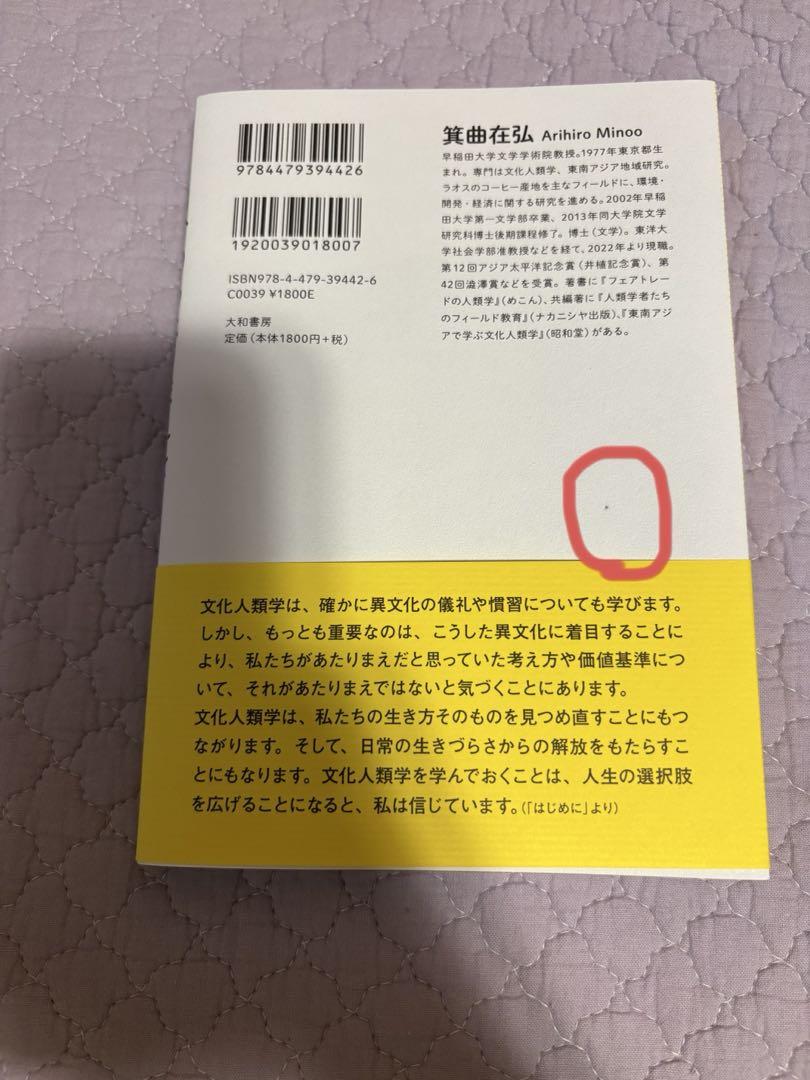 9784479394426
1920039018007
ISBN978-4-479-39442-6
C0039 ¥1800E
大和書房
定価（本体1800円＋税）
箕曲在弘 Arihiro Minoo
早稲田大学文学学術院教授。1977年東京都生
まれ。専門は文化人類学、東南アジア地域研究。
ラオスのコーヒー産地を主なフィールドに、環境・
開発・経済に関する研究を進める。2002年早稲
田大学第一文学部卒業、2013年同大学院文学
研究科博士後期課程修了。博士（文学）。東洋大
学社会学部准教授などを経て、2022年より現職。
第12回アジア太平洋記念賞（井植記念賞）、第
42回澁澤賞などを受賞。著書に『フェアトレー
ドの人類学』（めこん）、共編著に『人類学者たち
のフィールド教育』（ナカニシヤ出版）、『東南アジ
アで学ぶ文化人類学』（昭和堂）がある。
文化人類学は、確かに異文化の儀礼や慣習についても学びます。
しかし、もっとも重要なのは、こうした異文化に着目することに
より、私たちがあたりまえだと思っていた考え方や価値基準につ
いて、それがあたりまえではないと気づくことにあります。
文化人類学は、私たちの生き方そのものを見つめ直すことにもつ
ながります。そして、日常の生きづらさからの解放をもたらすこ
とにもなります。文化人類学を学んでおくことは、人生の選択肢
を広げることになると、私は信じています。（「はじめに」より）